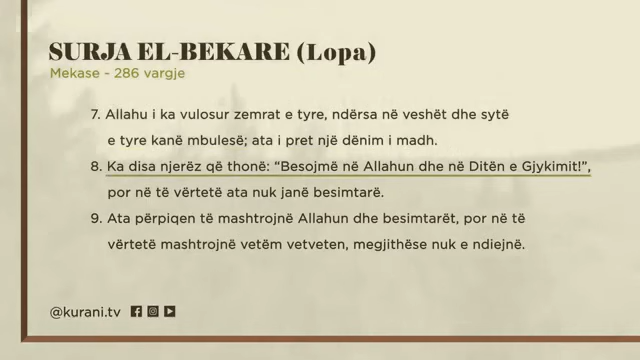 SURJA EL-BEKARE (Lopa)
Mekase - 286 vargje
7. Allahu i ka vulosur zemrat e tyre, ndërsa në veshët dhe sytë
e tyre kanë mbulesë; ata i pret një dënim i madh.
8. Ka disa njerëz që thonë: “Besojmë në Allahun dhe në Ditën e Gjykimit!”,
por në të vërtetë ata nuk janë besimtarë.
9. Ata përpiqen të mashtrojnë Allahun dhe besimtarët, por në të
vërtetë mashtrojnë vetëm vetveten, megjithëse nuk e ndiejnë.
@kurani.tv